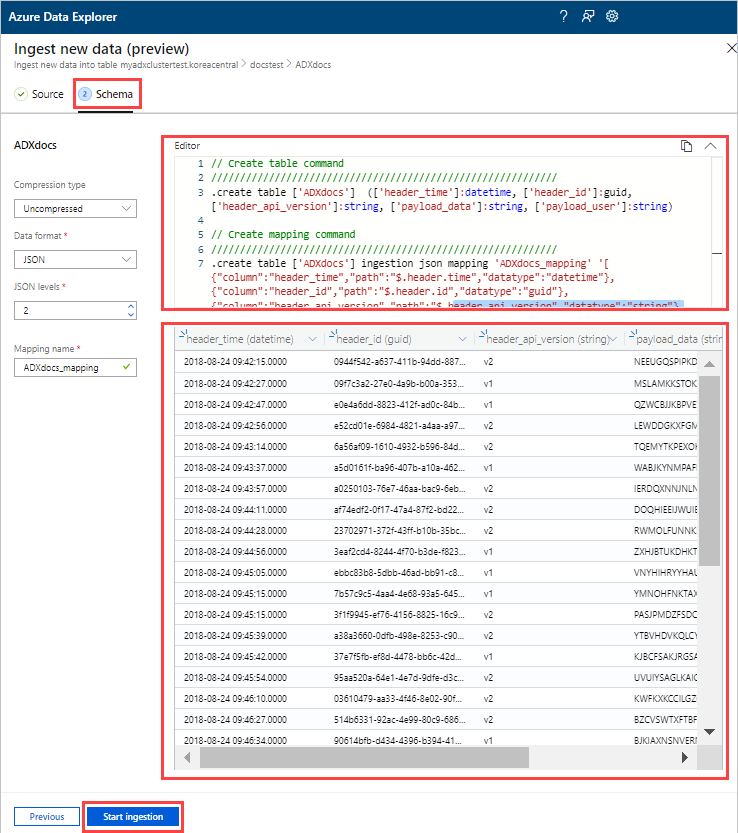 Azure Data Explorer
Ingest new data (preview)
Ingest new data into table myadxclustertest.koreacentral > docstest > ADXdocs
Source
2 Schema
ADXdocs
Compression type
Uncompressed
Data format *
JSON
JSON levels *
2
Mapping name *
ADXdocs_mapping
Editor
1 // Create table command
2 ////////////////////////////////////////////////////////////
3 .create table ['ADXdocs'] (['header_time']:datetime, ['header_id']:guid,
['header_api_version']:string, ['payload_data']:string, ['payload_user']:string)
4
5 // Create mapping command
6 ////////////////////////////////////////////////////////////
7 .create table ['ADXdocs'] ingestion json mapping 'ADXdocs_mapping' '[
{"column":"header_time","path":"$.header.time","datatype":"datetime"},
{"column":"header_id","path":"$.header.id","datatype":"guid"},
{"column":"header_api_version","path":"$.header.api_version","datatype":"string"},
header_time (datetime) header_id (guid) header_api_version (string) payload_data (strin
2018-08-24 09:42:15.0000 0944f542-a637-411b-94dd-887... v2 NEEUGQSPIPKD
2018-08-24 09:42:27.0000 09f7c3a2-27e0-4a9b-b00a-353... v1 MSLAMKKSTOK
2018-08-24 09:42:47.0000 e0e4a6dd-8823-412f-ad0c-84b... v1 QZWCBJJKBPVE
2018-08-24 09:42:56.0000 e52cd01e-6984-4821-a4aa-a97... v2 LEWDDGKXFGM
2018-08-24 09:43:14.0000 6a56af09-1610-4932-b596-84d... v2 TQEMYTKPEXOH
2018-08-24 09:43:37.0000 a5d0161f-ba96-407b-a10a-462... v1 WABJKYNMPAF
2018-08-24 09:43:57.0000 a0250103-76e7-46aa-bac9-6eb... v2 IERDQXNNJNLN
2018-08-24 09:44:11.0000 af74edf2-0f17-47a4-87f2-bd22... v2 DOQHIEEIJWUIE
2018-08-24 09:44:28.0000 23702971-372f-43ff-b10b-35bc... v2 RWMOLFUNNK
2018-08-24 09:44:56.0000 3eaf2cd4-8244-4f70-b3de-f823... v1 ZXHJBTUKDHKT
2018-08-24 09:45:05.0000 ebbc83b8-5dbb-46ad-bb91-c8... v1 VNYHIHRYYHAU
2018-08-24 09:45:15.0000 7b57c9c5-4aa4-4e68-93a5-645... v1 YMNOHFNKTAX
2018-08-24 09:45:15.0000 3f1f9945-ef76-4156-8825-16c9... v2 PASJPMDZFSDC
2018-08-24 09:45:39.0000 a38a3660-0dfb-498e-8253-c90... v2 YTBVHDVKQLCY
2018-08-24 09:45:42.0000 37e7f5fb-ef8d-4478-bb6c-42d... v1 KJBCFSAKJRGSA
2018-08-24 09:45:54.0000 95aa520a-64e1-4e7d-9dfe-d3c... v2 UVUIYSAGLKAIC
2018-08-24 09:46:10.0000 03610479-aa33-4f46-8e02-90f... v2 KWFKXKCCILGZ
2018-08-24 09:46:27.0000 514b6331-92ac-4e99-80c9-686... v2 BZCVSWTXFTBF
2018-08-24 09:46:34.0000 90614bfb-d434-4396-b394-41... v1 BJKIAXNSNVERN
Previous
Start ingestion